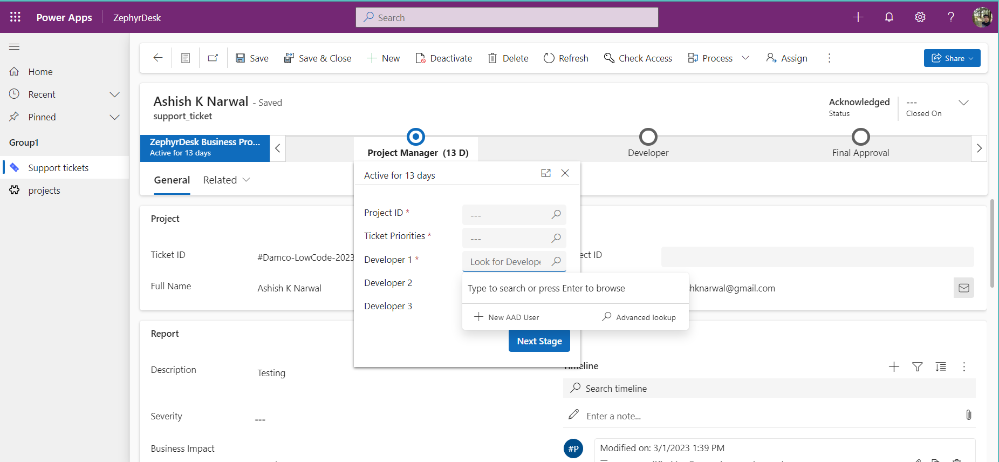 Power Apps
ZephyrDesk
Search
Save
Save & Close
New
Deactivate
Delete
Refresh
Check Access
Process
Assign
Share
Home
Recent
Pinned
Group1
Support tickets
projects
Ashish K Narwal - Saved
support_ticket
Acknowledged
Status
---
Closed On
ZephyrDesk Business Pro...
Active for 13 days
Project Manager (13 D)
Developer
Final Approval
General
Related
Active for 13 days
Project ID *
---
Ticket Priorities *
---
Developer 1 *
Look for Develope
Developer 2
Developer 3
Type to search or press Enter to browse
New AAD User
Advanced lookup
Next Stage
Project
Ticket ID
#Damco-LowCode-2023
ect ID
Full Name
Ashish K Narwal
shknarwal@gmail.com
Report
Description
Testing
Severity
---
Business Impact
Timeline
Search timeline
Enter a note...
#P
Modified on: 3/1/2023 1:39 PM